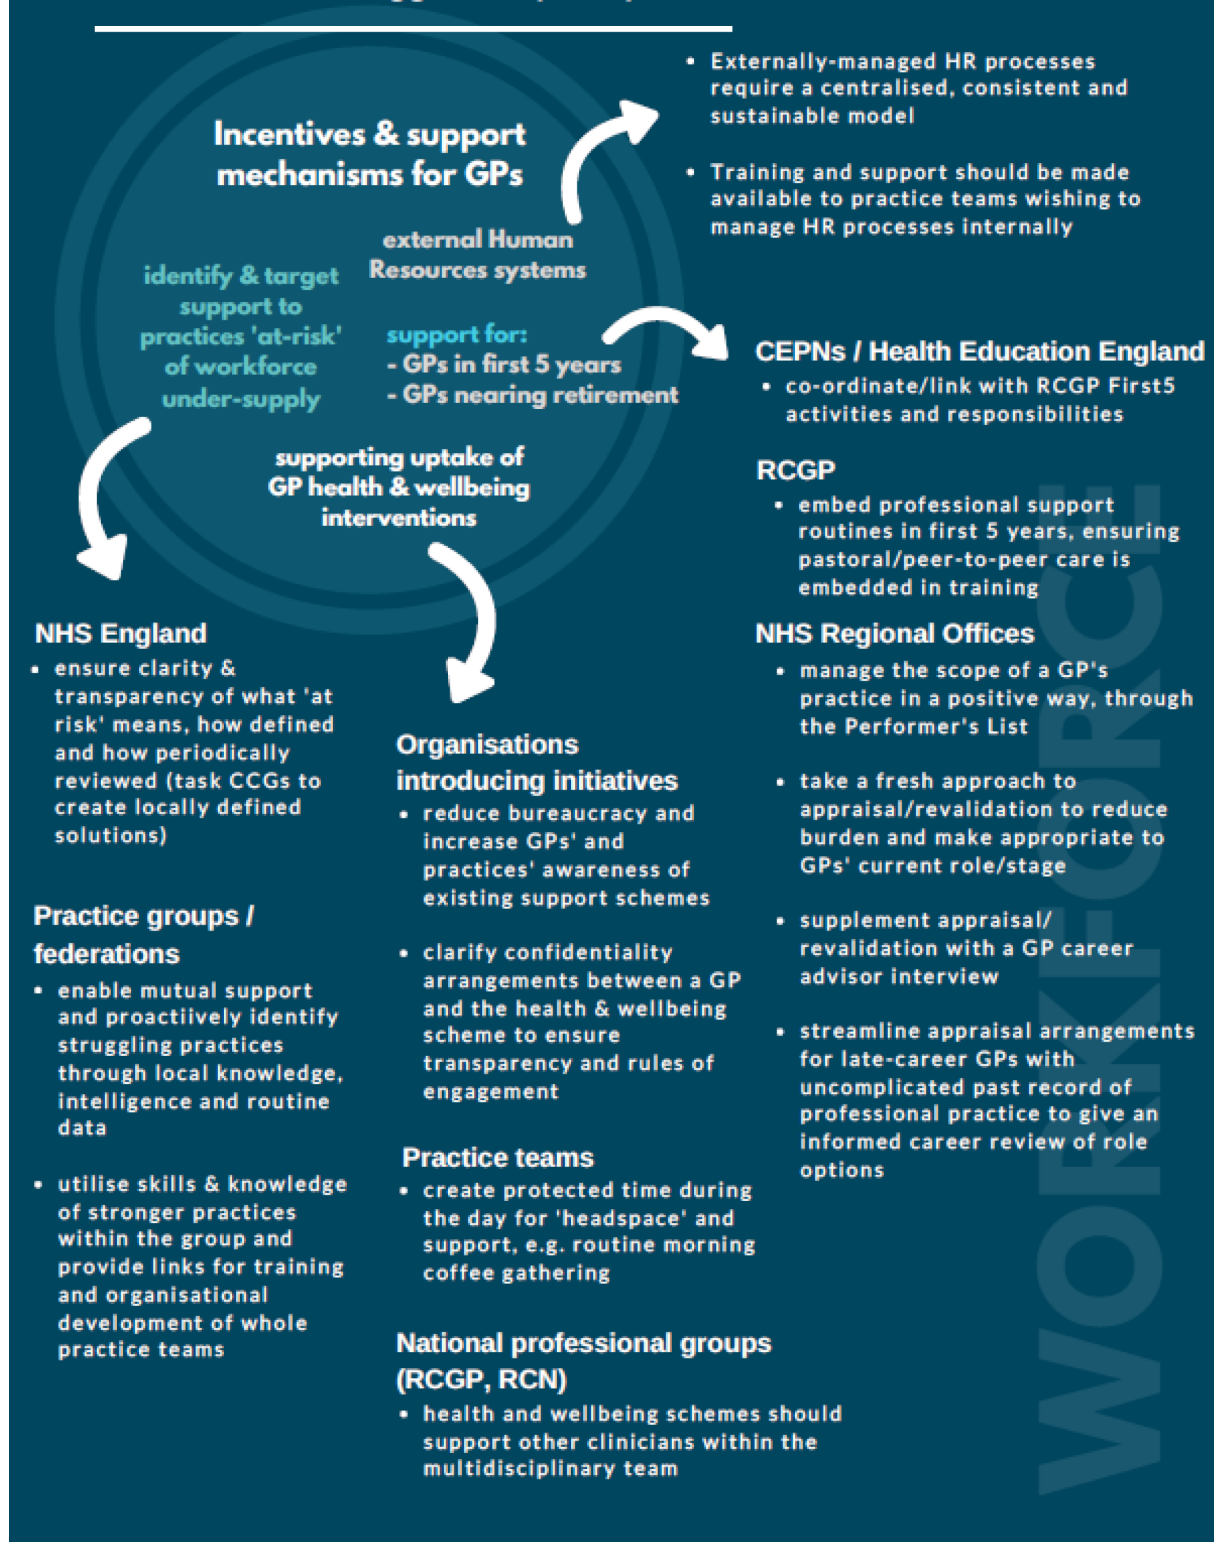 Incentives & support
mechanisms for GPs
external Human
Resources systems
identify & target
support to
practices 'at-risk'
of workforce
under-supply
support for:
- GPs in first 5 years
- GPs nearing retirement
supporting uptake of
GP health & wellbeing
interventions
• Externally-managed HR processes
require a centralised, consistent and
sustainable model
• Training and support should be made
available to practice teams wishing to
manage HR processes internally
CEPNs / Health Education England
• co-ordinate/link with RCGP First5
activities and responsibilities
RCGP
• embed professional support
routines in first 5 years, ensuring
pastoral/peer-to-peer care is
embedded in training
NHS Regional Offices
• manage the scope of a GP's
practice in a positive way, through
the Performer's List
• take a fresh approach to
appraisal/revalidation to reduce
burden and make appropriate to
GPs' current role/stage
• supplement appraisal/
revalidation with a GP career
advisor interview
• streamline appraisal arrangements
for late-career GPs with
uncomplicated past record of
professional practice to give an
informed career review of role
options
NHS England
• ensure clarity &
transparency of what 'at
risk' means, how defined
and how periodically
reviewed (task CCGs to
create locally defined
solutions)
Practice groups /
federations
• enable mutual support
and proactiively identify
struggling practices
through local knowledge,
intelligence and routine
data
• utilise skills & knowledge
of stronger practices
within the group and
provide links for training
and organisational
development of whole
practice teams
Organisations
introducing initiatives
• reduce bureaucracy and
increase GPs' and
practices' awareness of
existing support schemes
• clarify confidentiality
arrangements between a GP
and the health & wellbeing
scheme to ensure
transparency and rules of
engagement
Practice teams
• create protected time during
the day for 'headspace' and
support, e.g. routine morning
coffee gathering
National professional groups
(RCGP, RCN)
• health and wellbeing schemes should
support other clinicians within the
multidisciplinary team
WORKFORCE